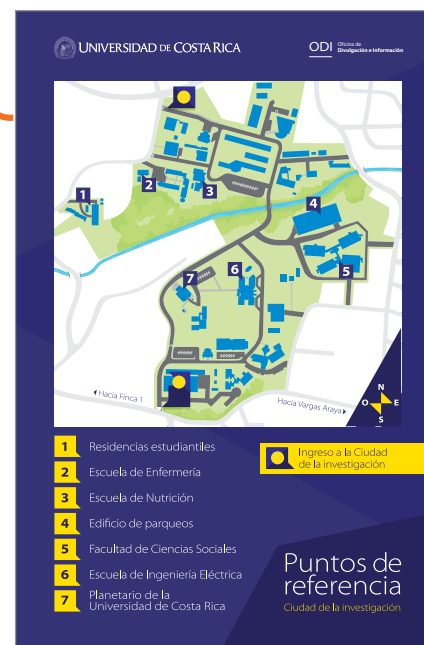 UNIVERSIDAD DE COSTA RICA
ODI Oficina de
Divulgación e Información
1
2
3
4
5
6
7
Hacía Finca 1
Hacía Vargas Araya
N
O E
S
1 Residencias estudiantiles
2 Escuela de Enfermería
3 Escuela de Nutrición
4 Edificio de parqueos
5 Facultad de Ciencias Sociales
6 Escuela de Ingeniería Eléctrica
7 Planetario de la
Universidad de Costa Rica
Ingreso a la Ciudad
de la investigación
Puntos de
referencia
Ciudad de la investigación